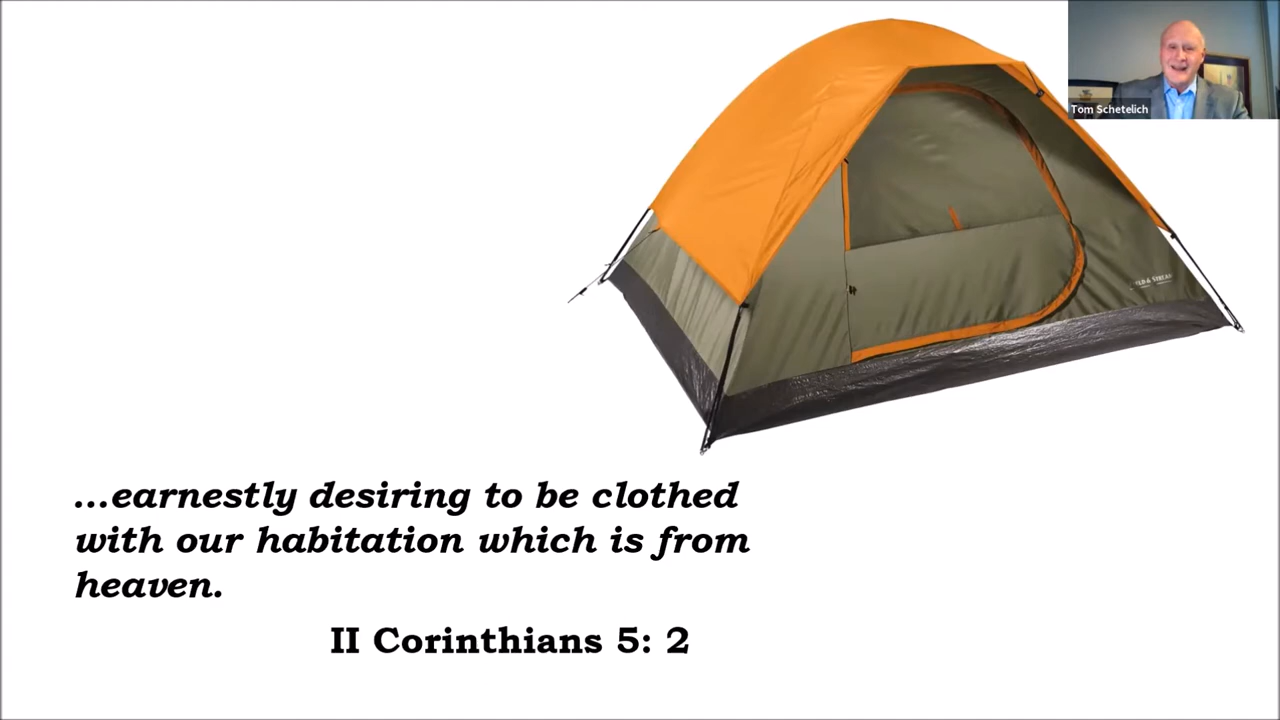 Tom Schetelich
...earnestly desiring to be clothed
with our habitation which is from
heaven.
II Corinthians 5: 2